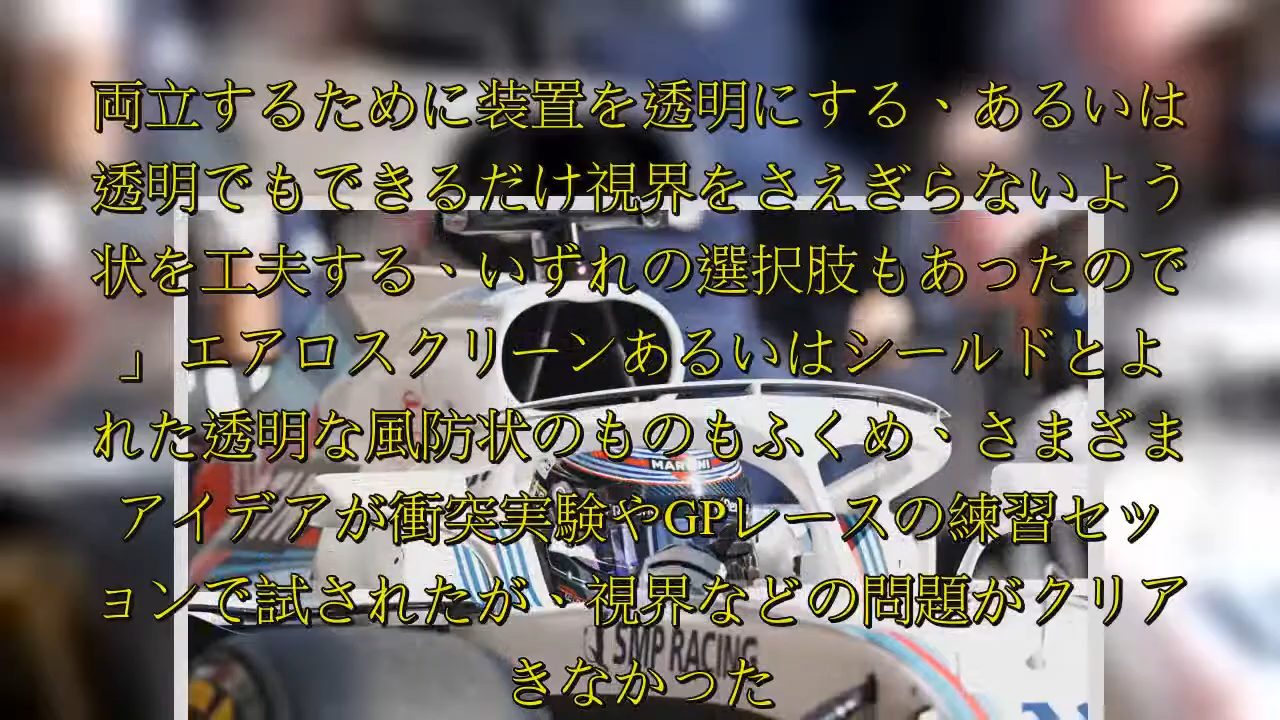 両立するために装置を透明にする、あるいは
透明でもできるだけ視界をさえぎらないよう
状を工夫する、いずれの選択肢もあったので
」エアロスクリーンあるいはシールドとよ
れた透明な風防状のものもふくめ、さまざま
アイデアが衝突実験やGPレースの練習セッ
ョンで試されたが、視界などの問題がクリア
きなかった
MARTINI
SMP RACING